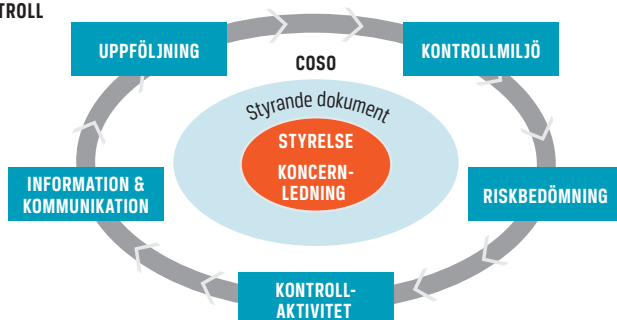 TROLL
UPPFÖLJNING
KONTROLLMILJÖ
COSO
Styrande dokument
STYRELSE
KONCERN-
LEDNING
INFORMATION &
KOMMUNIKATION
RISKBEDÖMNING
KONTROLL-
AKTIVITET